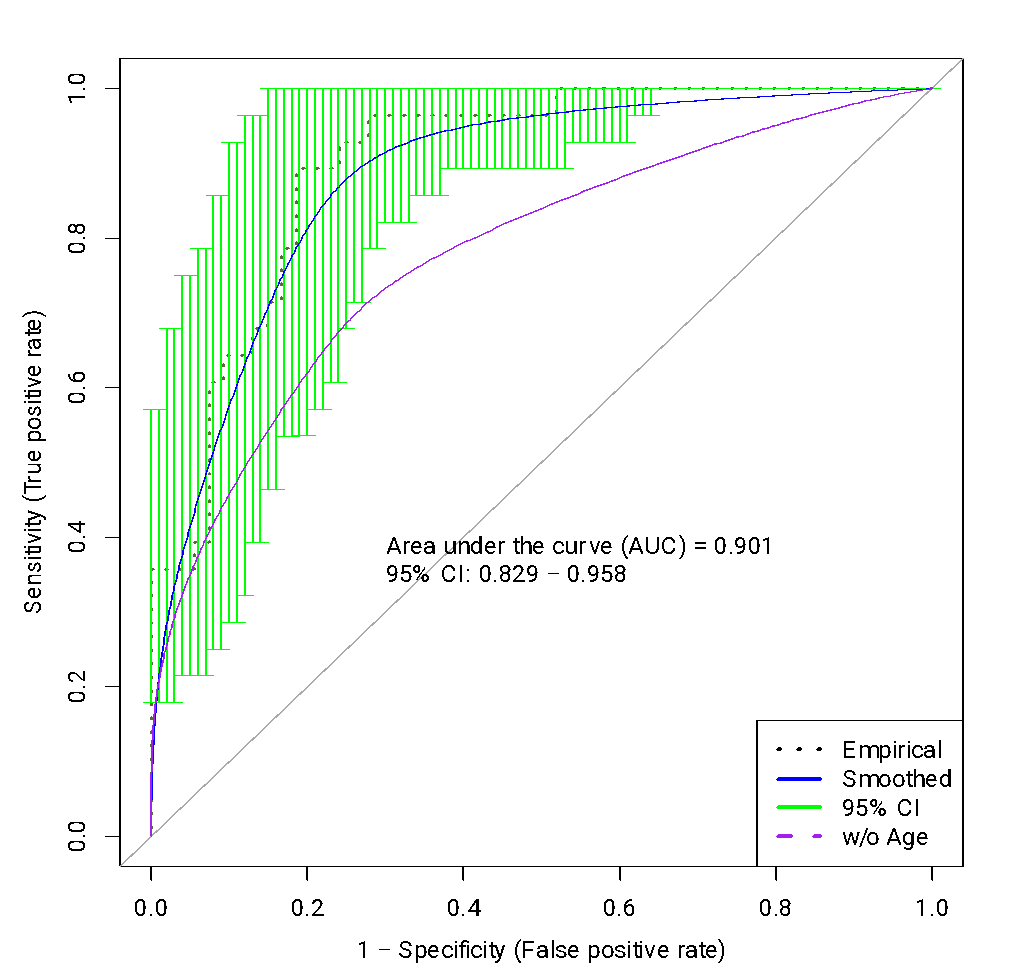 1.0
0.8
0.6
0.4
0.2
0.0
Sensitivity (True positive rate)
Area under the curve (AUC) = 0.901
95% CI: 0.829 − 0.958
Empirical
Smoothed
95% CI
w/o Age
0.0 0.2 0.4 0.6 0.8 1.0
1 − Specificity (False positive rate)